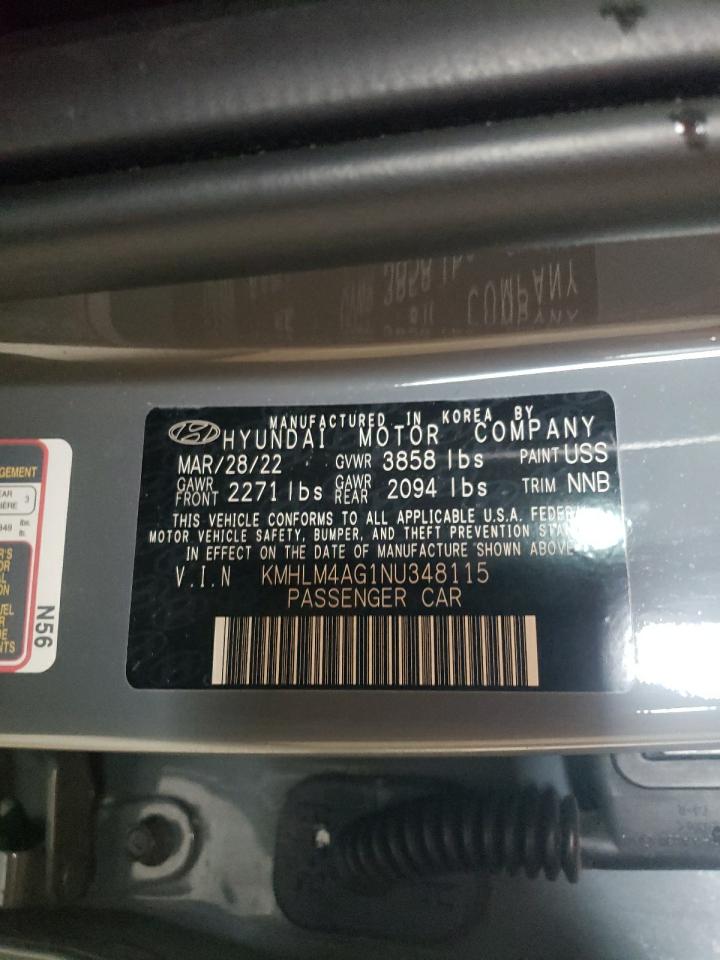 MANUFACTURED IN KOREA BY
HYUNDAI MOTOR COMPANY
MAR/28/22 GVWR 3858 lbs PAINT USS
GAWR FRONT 2271 lbs GAWR REAR 2094 lbs TRIM NNB
THIS VEHICLE CONFORMS TO ALL APPLICABLE U.S.A.
MOTOR VEHICLE SAFETY, BUMPER, AND THEFT PREVENTION
IN EFFECT ON THE DATE OF MANUFACTURE SHOWN ABOVE
V.I.N KMHLM4AG1NU348115
PASSENGER CAR
3
lbs.
N56